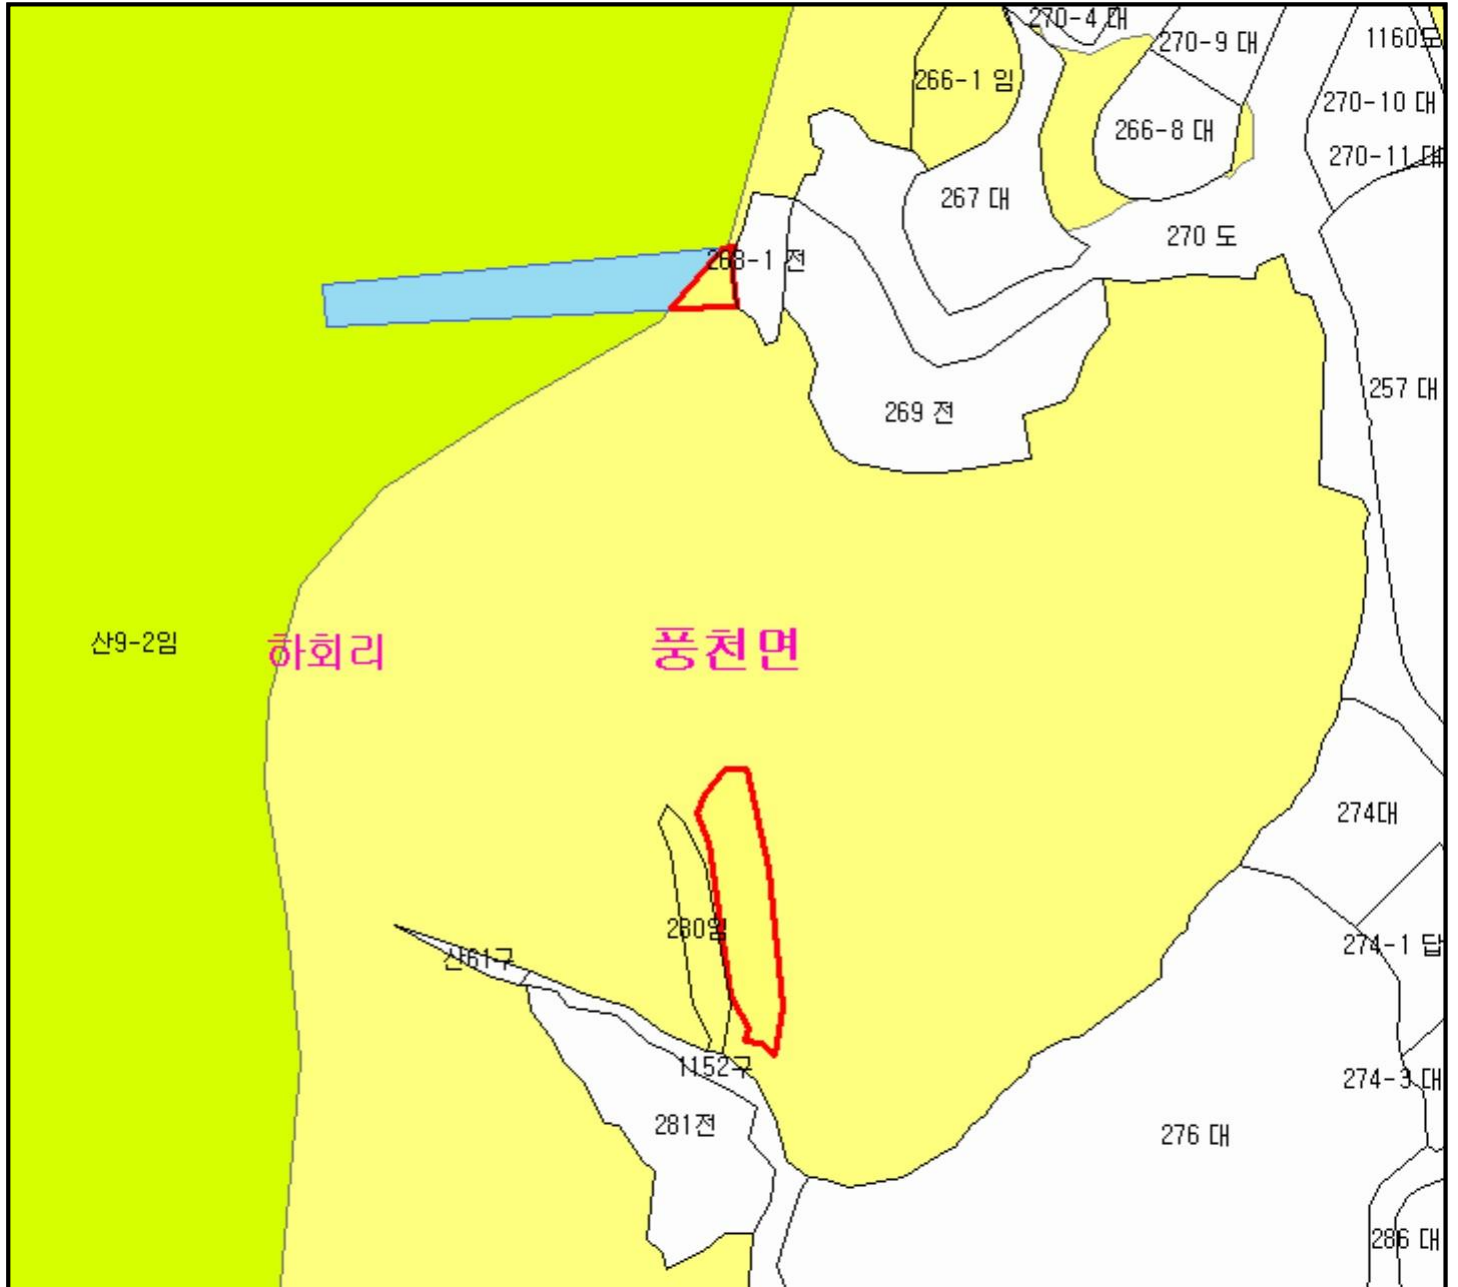 270-4 대
270-9 대
1160도
266-1 임
270-10 대
266-8 대
270-11 대
267 대
270 도
268-1 전
257 대
269 전
산9-2임
하회리
풍천면
274대
280임
274-1 답
산61구
1152구
274-3 대
281전
276 대
286 대